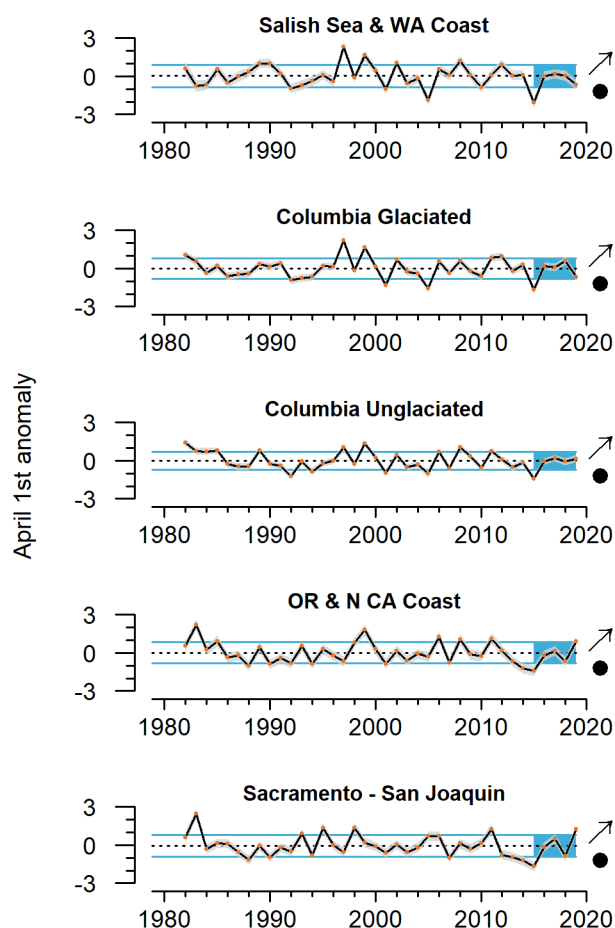 Salish Sea & WA Coast
3
0
-3
1980 1990 2000 2010 2020
Columbia Glaciated
3
0
-3
1980 1990 2000 2010 2020
April 1st anomaly
Columbia Unglaciated
3
0
-3
1980 1990 2000 2010 2020
OR & N CA Coast
3
0
-3
1980 1990 2000 2010 2020
Sacramento - San Joaquin
3
0
-3
1980 1990 2000 2010 2020